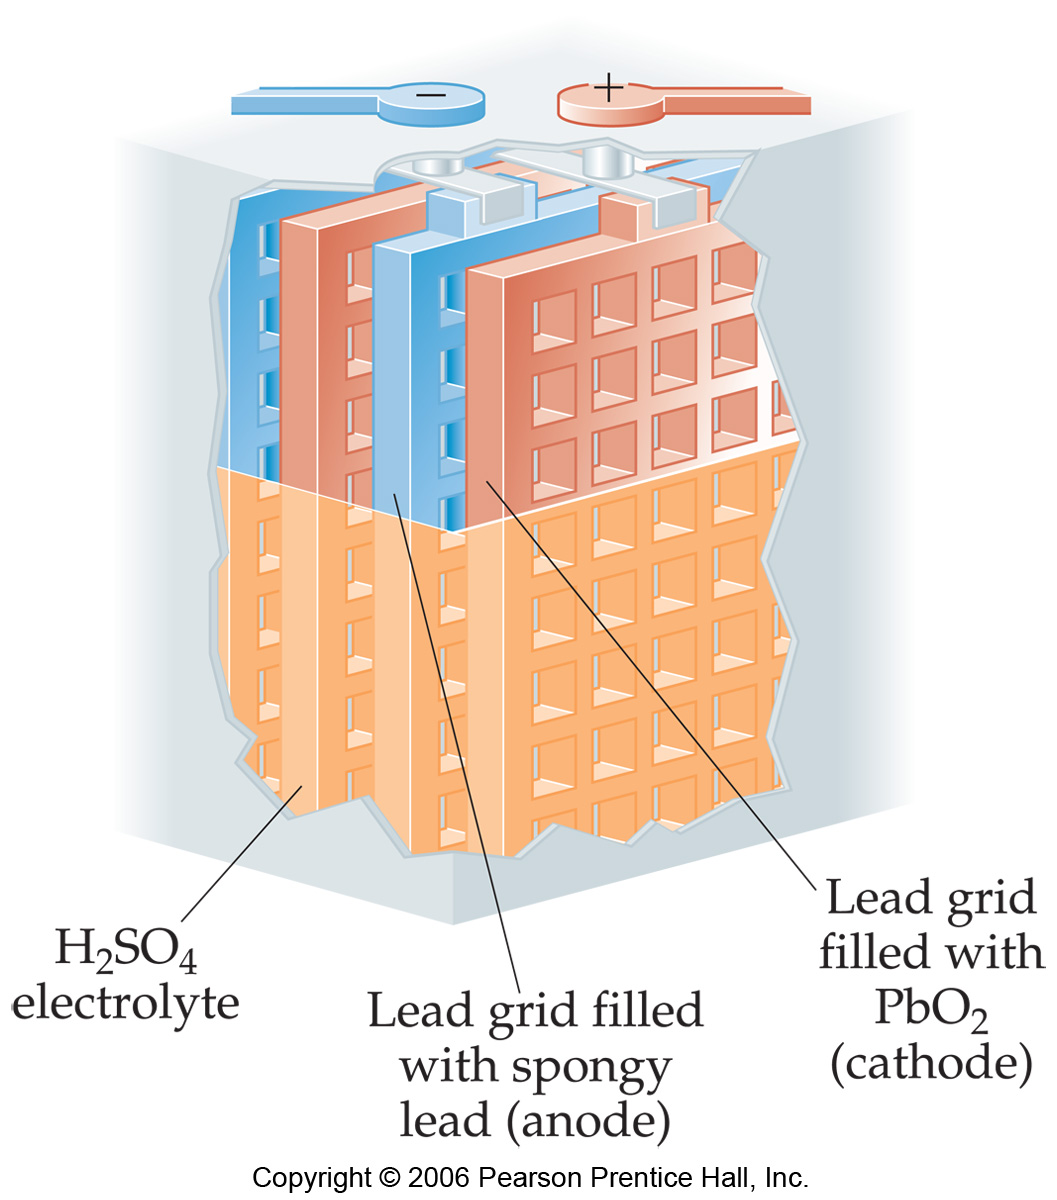 −
+
H₂SO₄
electrolyte
Lead grid filled
with spongy
lead (anode)
Lead grid
filled with
PbO₂
(cathode)
Copyright © 2006 Pearson Prentice Hall, Inc.